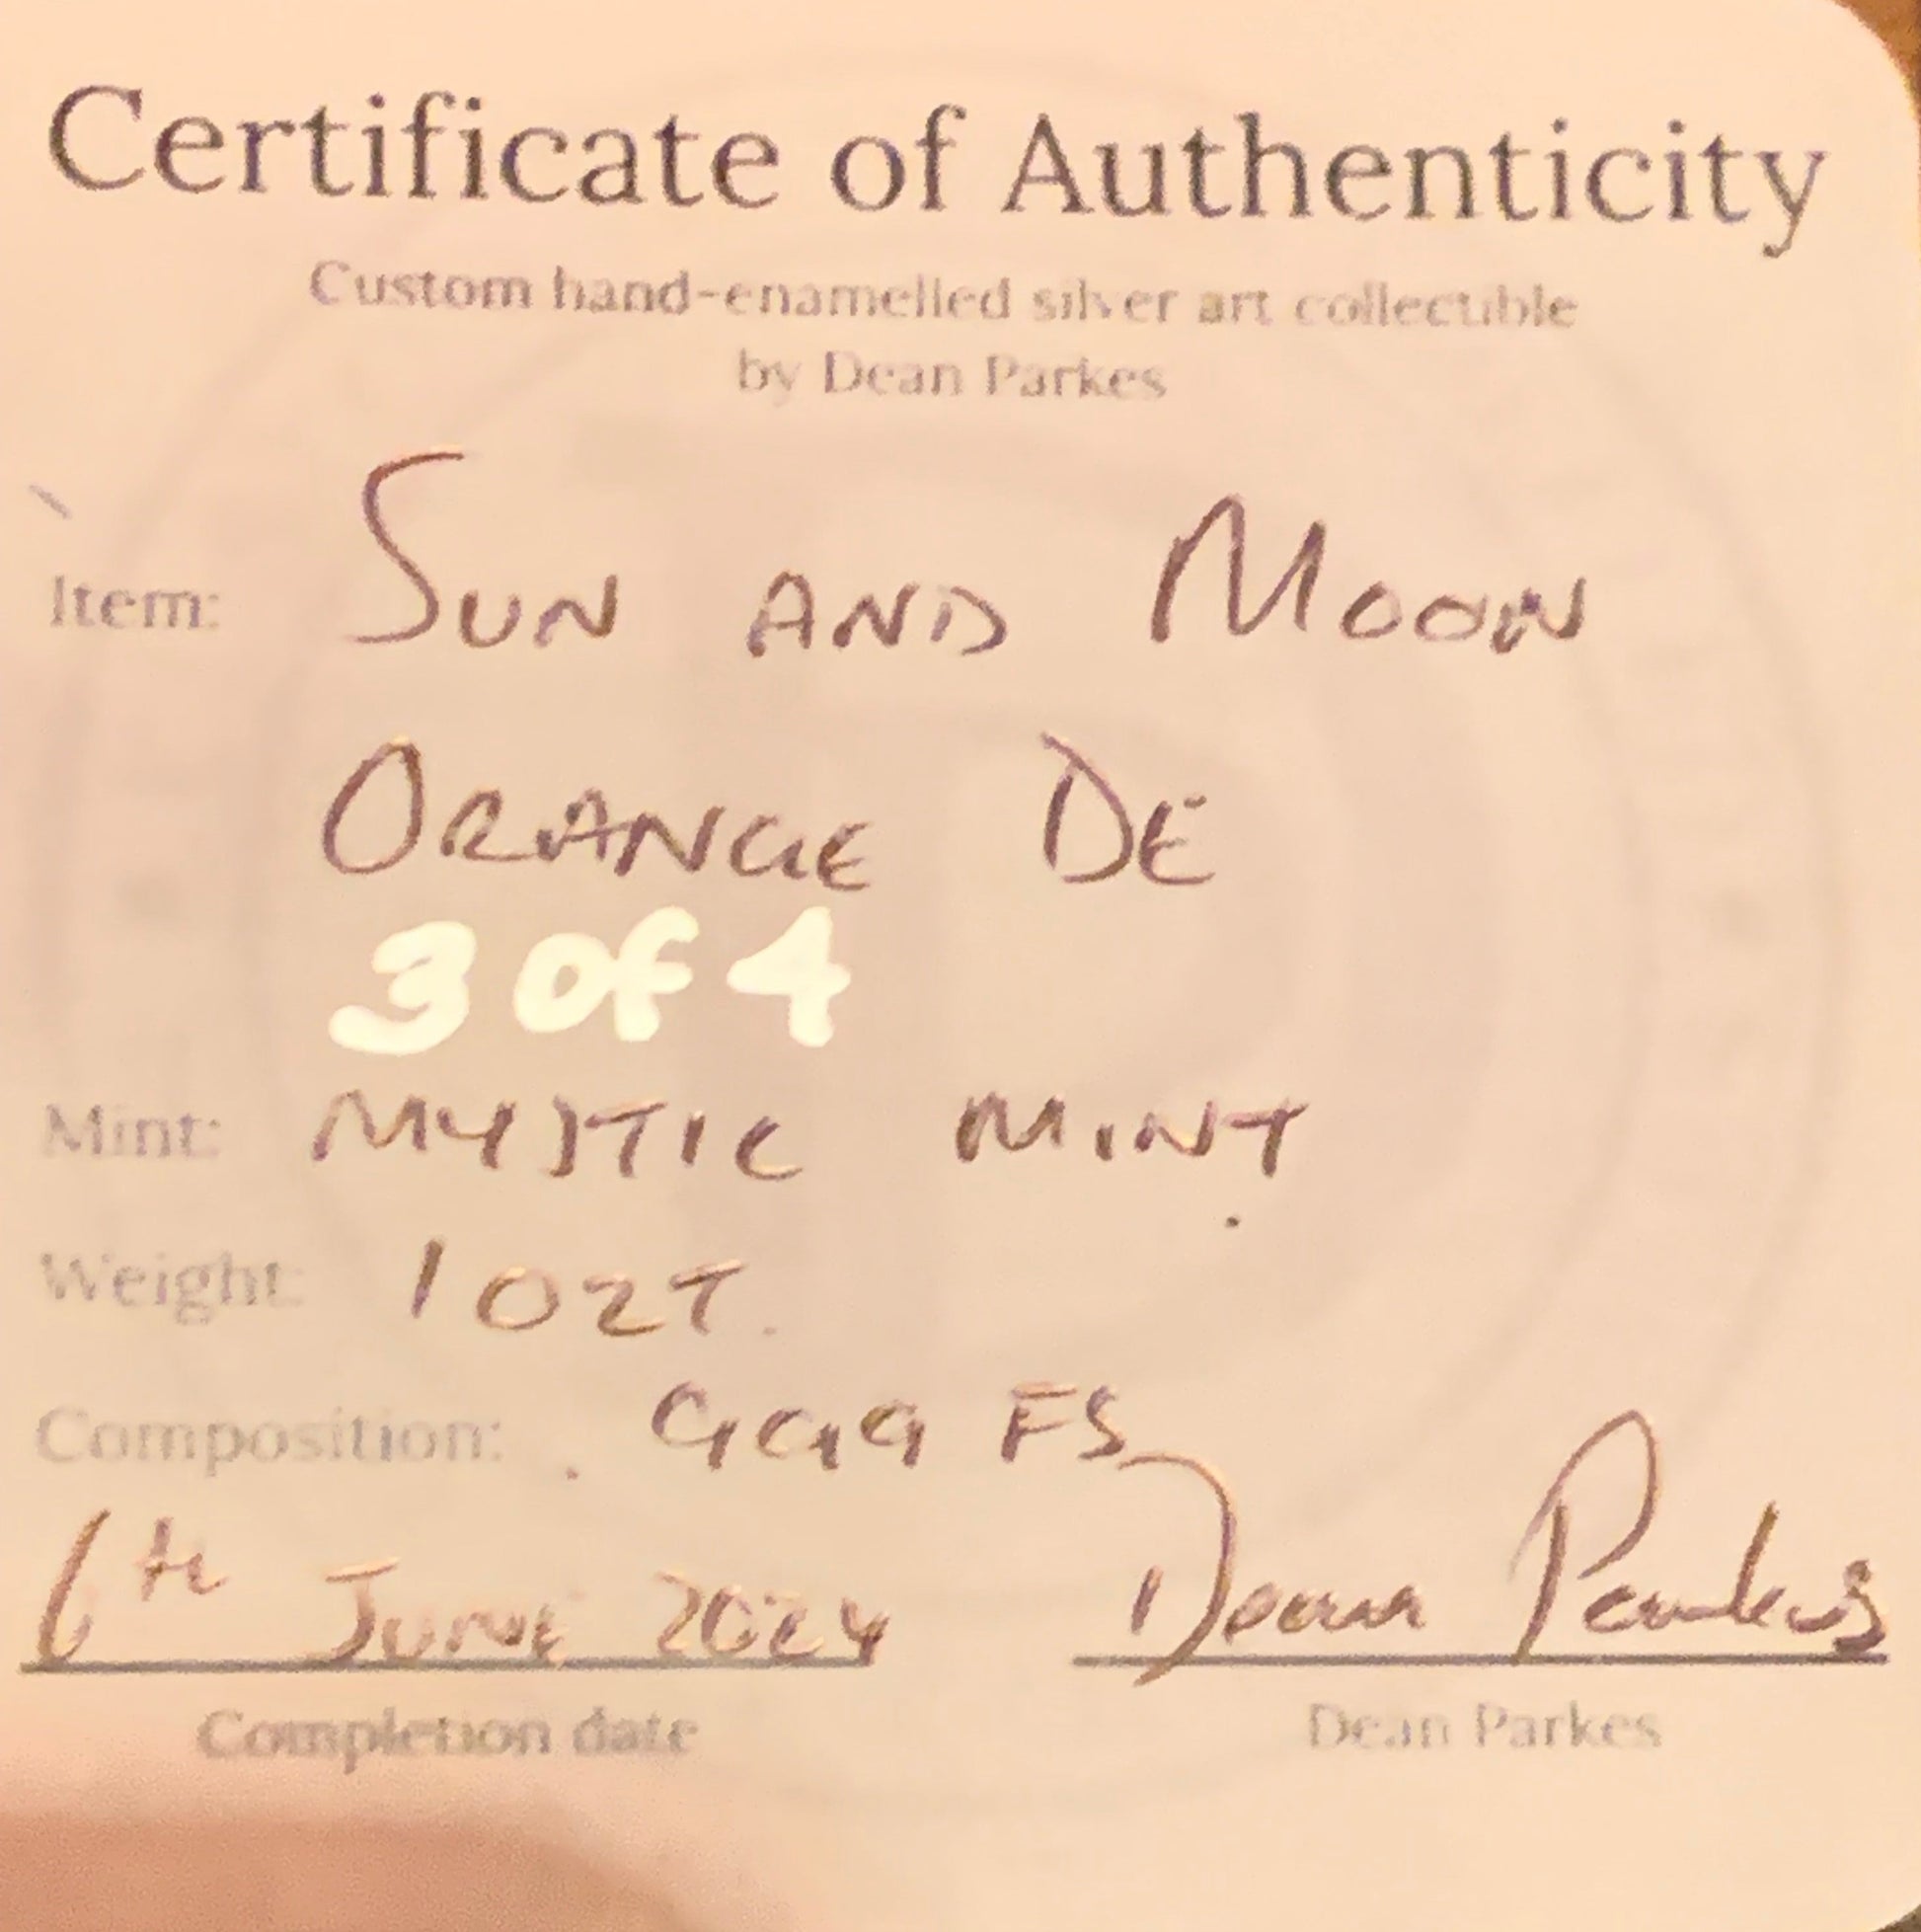 Certificate of Authenticity
Custom hand-enamelled silver art collectible
by Dean Parkes
Item: SUN AND MOON
ORANGE DE
3 of 4
Mint: MYSTIC MINT
Weight: 1 OZT.
Composition: .999 FS
6th JUNE 2024 Dean Parkes
Completion date Dean Parkes